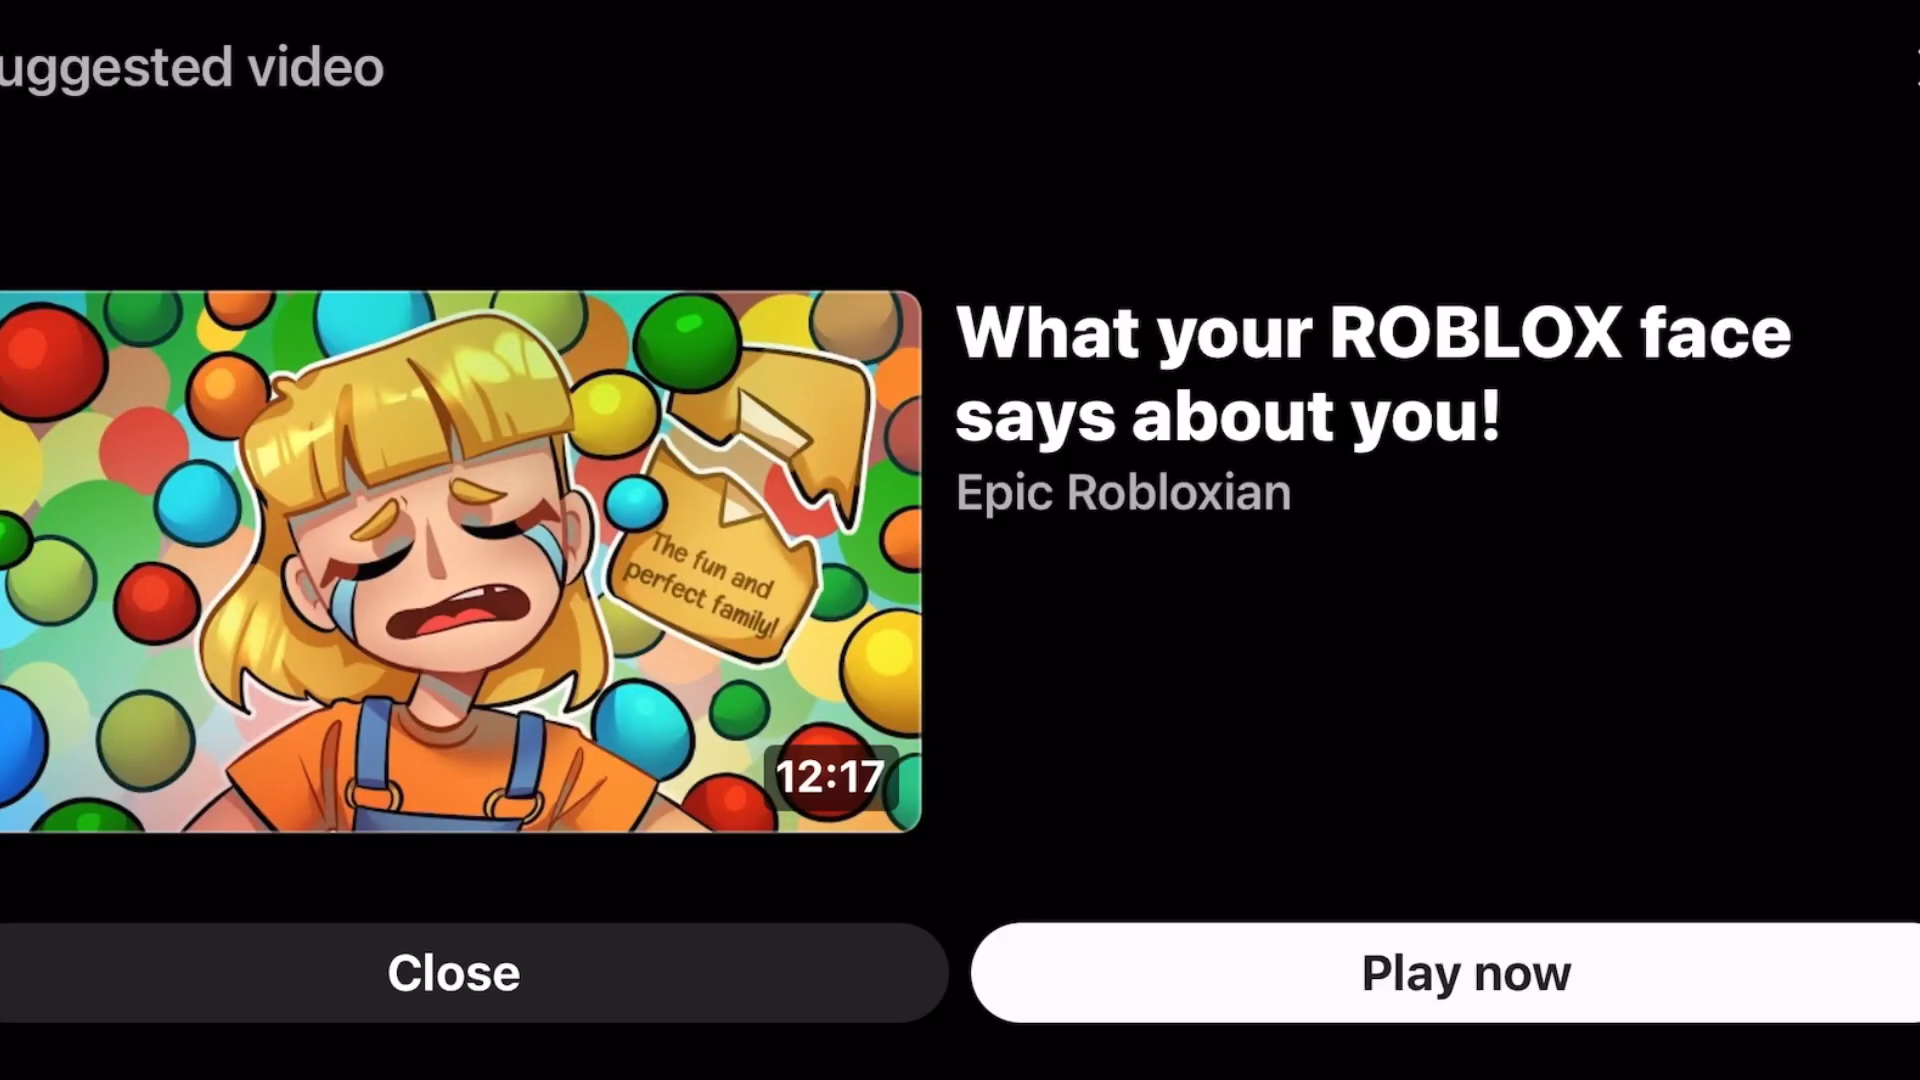 uggested video
What your ROBLOX face
says about you!
Epic Robloxian
The fun and
perfect family!
12:17
Close
Play now